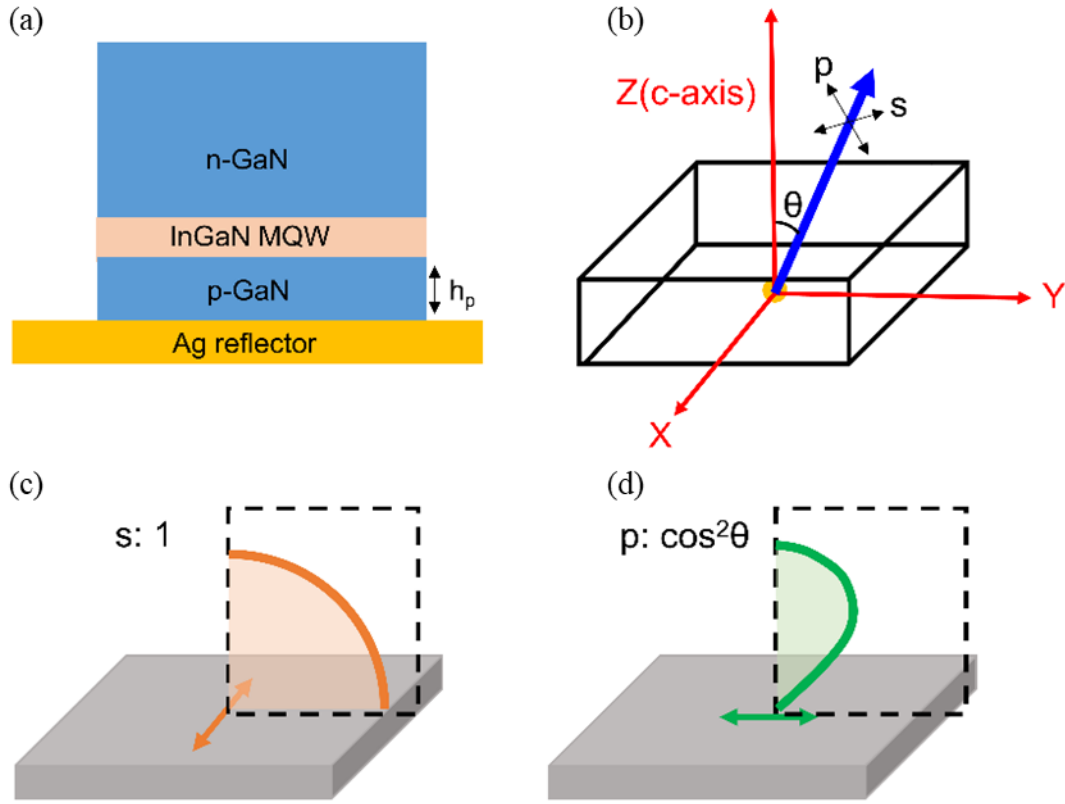 (a)
n-GaN
InGaN MQW
p-GaN
hp
Ag reflector
(b)
Z(c-axis)
p
s
θ
Y
X
(c)
s: 1
(d)
p: cos²θ